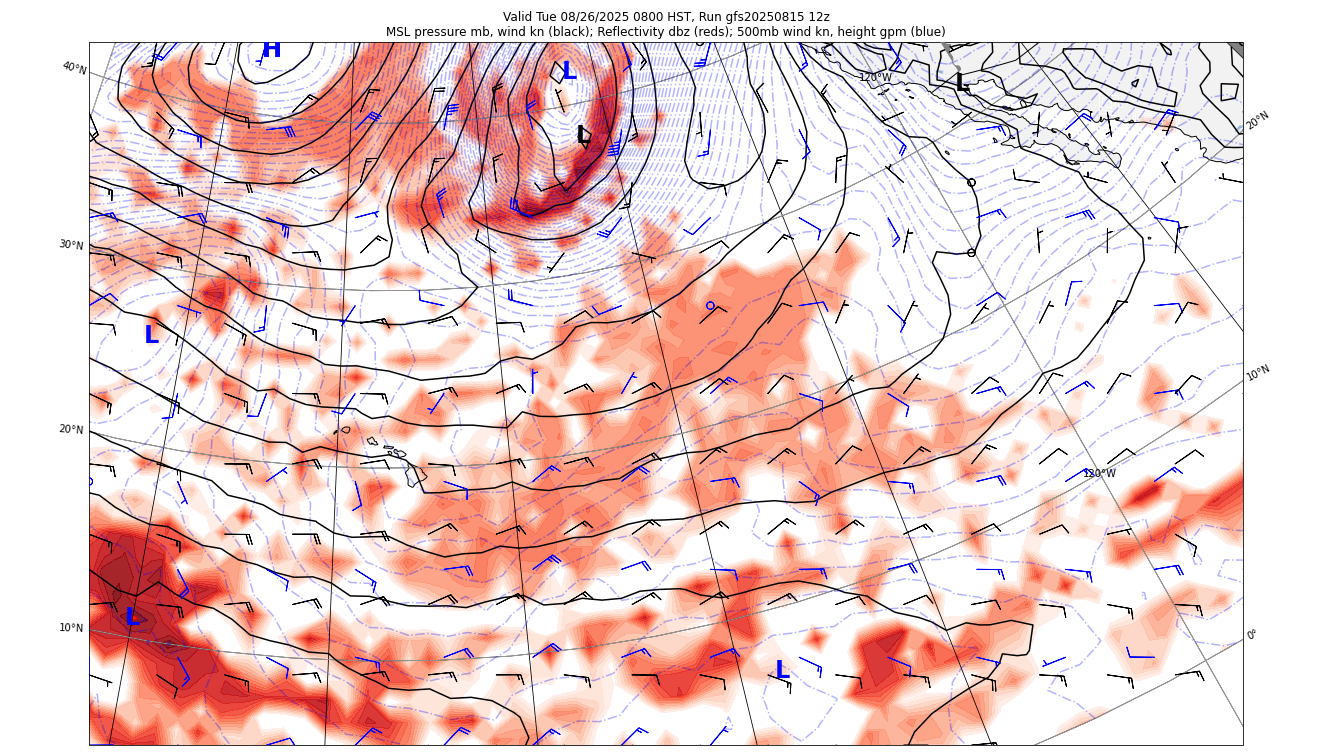 Valid Tue 08/26/2025 0800 HST, Run gfs20250815 12z
MSL pressure mb, wind kn (black); Reflectivity dbz (reds); 500mb wind kn, height gpm (blue)
H
L
40°N
120°W
L
L
20°N
30°N
L
10°N
20°N
120°W
L
10°N
0°
L